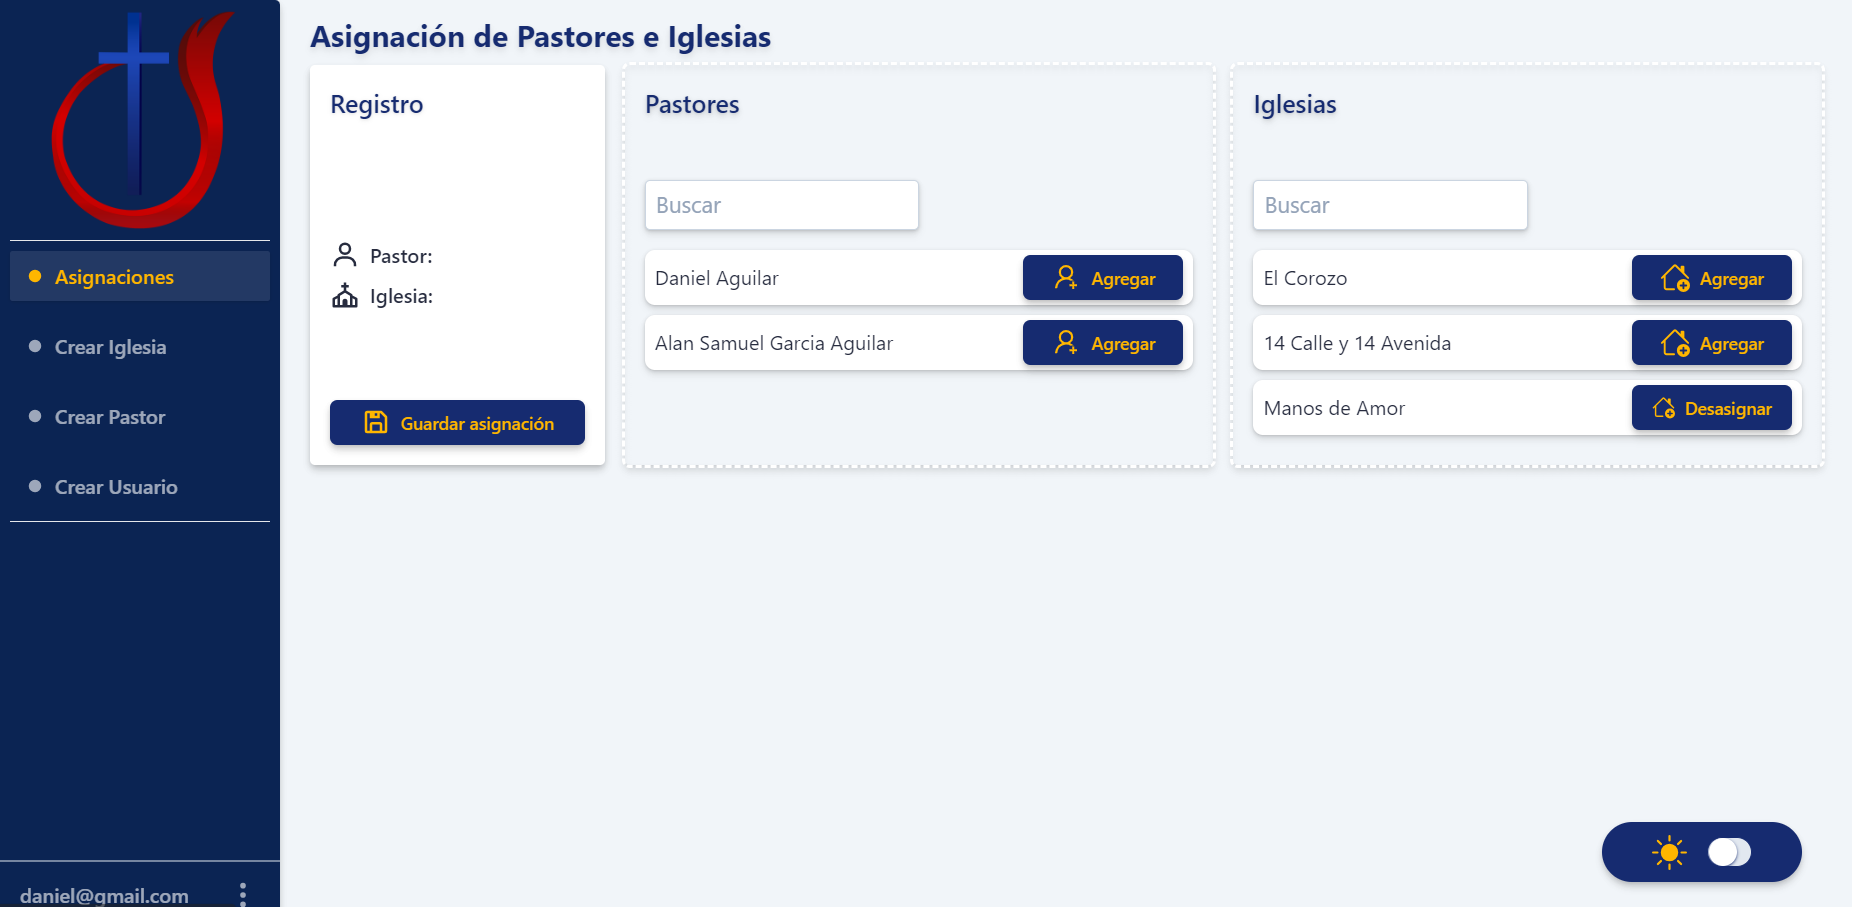 Asignaciones
Crear Iglesia
Crear Pastor
Crear Usuario
daniel@gmail.com
Asignación de Pastores e Iglesias
Registro
Pastor:
Iglesia:
Guardar asignación
Pastores
Buscar
Daniel Aguilar
Agregar
Alan Samuel Garcia Aguilar
Agregar
Iglesias
Buscar
El Corozo
Agregar
14 Calle y 14 Avenida
Agregar
Manos de Amor
Desasignar